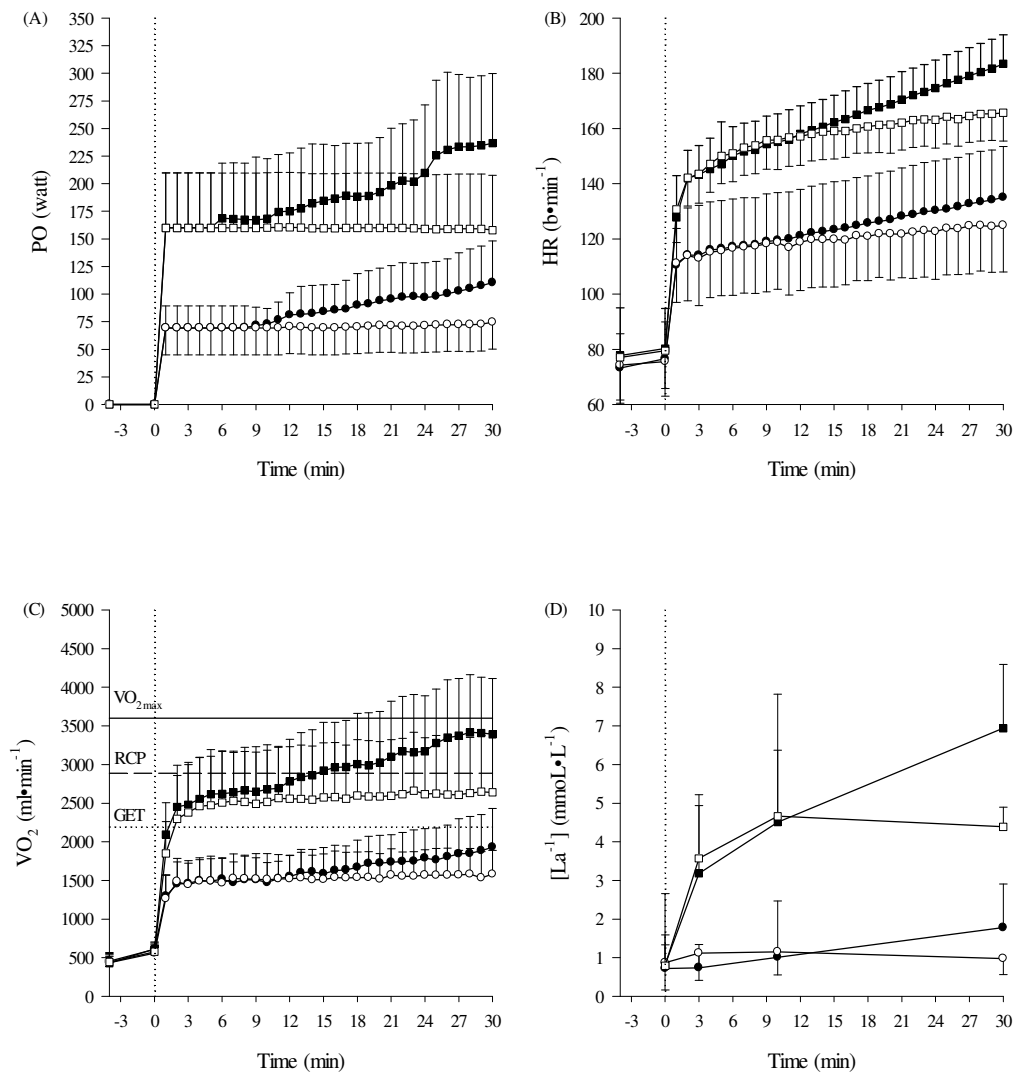 (A)
PO (watt)
350
325
300
275
250
225
200
175
150
125
100
75
50
25
0
-3 0 3 6 9 12 15 18 21 24 27 30
Time (min)
(B)
HR (b•min⁻¹)
200
180
160
140
120
100
80
60
-3 0 3 6 9 12 15 18 21 24 27 30
Time (min)
(C)
VO₂ (ml•min⁻¹)
5000
4500
4000
3500
3000
2500
2000
1500
1000
500
0
VO₂max
RCP
GET
-3 0 3 6 9 12 15 18 21 24 27 30
Time (min)
(D)
[La⁻¹] (mmoL•L⁻¹)
10
9
8
7
6
5
4
3
2
1
0
-3 0 3 6 9 12 15 18 21 24 27 30
Time (min)